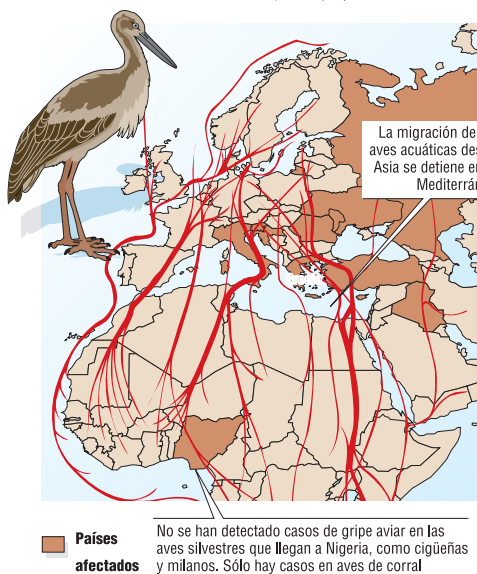 La migración de
aves acuáticas des
Asia se detiene en
Mediterrán
Países
afectados
No se han detectado casos de gripe aviar en las
aves silvestres que llegan a Nigeria, como cigüeñas
y milanos. Sólo hay casos en aves de corral